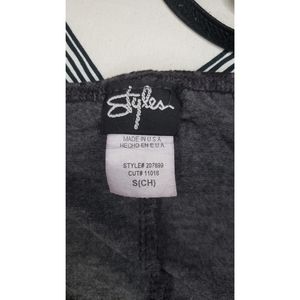 Styles
MADE IN U.S.A
HECHO EN E.U.A.
STYLE# 207899
CUT# 11016
S(CH)